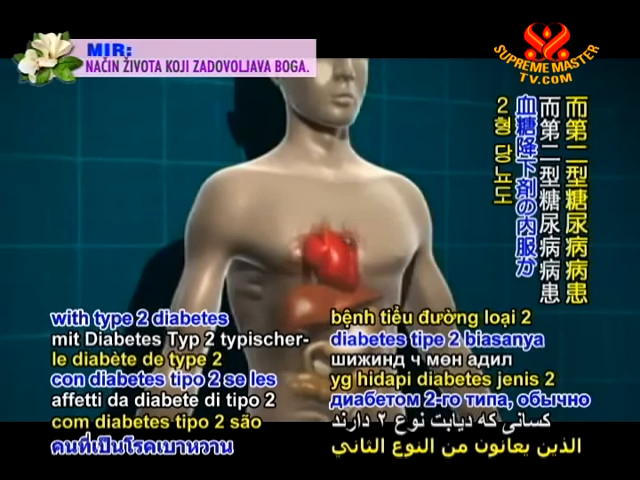 MIR:
NAČIN ŽIVOTA KOJI ZADOVOLJAVA BOGA.
SUPREME MASTER
TV.COM
而第二型糖尿病病患
而第二型糖尿病病患
血糖降下剤の内服か
2형 당뇨도
with type 2 diabetes
mit Diabetes Typ 2 typischer-
le diabète de type 2
con diabetes tipo 2 se les
affetti da diabete di tipo 2
com diabetes tipo 2 são
คนที่เป็นโรคเบาหวาน
bệnh tiểu đường loại 2
diabetes tipe 2 biasanya
шижинд ч мөн адил
yg hidapi diabetes jenis 2
диабетом 2-го типа, обычно
کسانی که دیابت نوع ۲ دارند
الذين يعانون من النوع الثاني